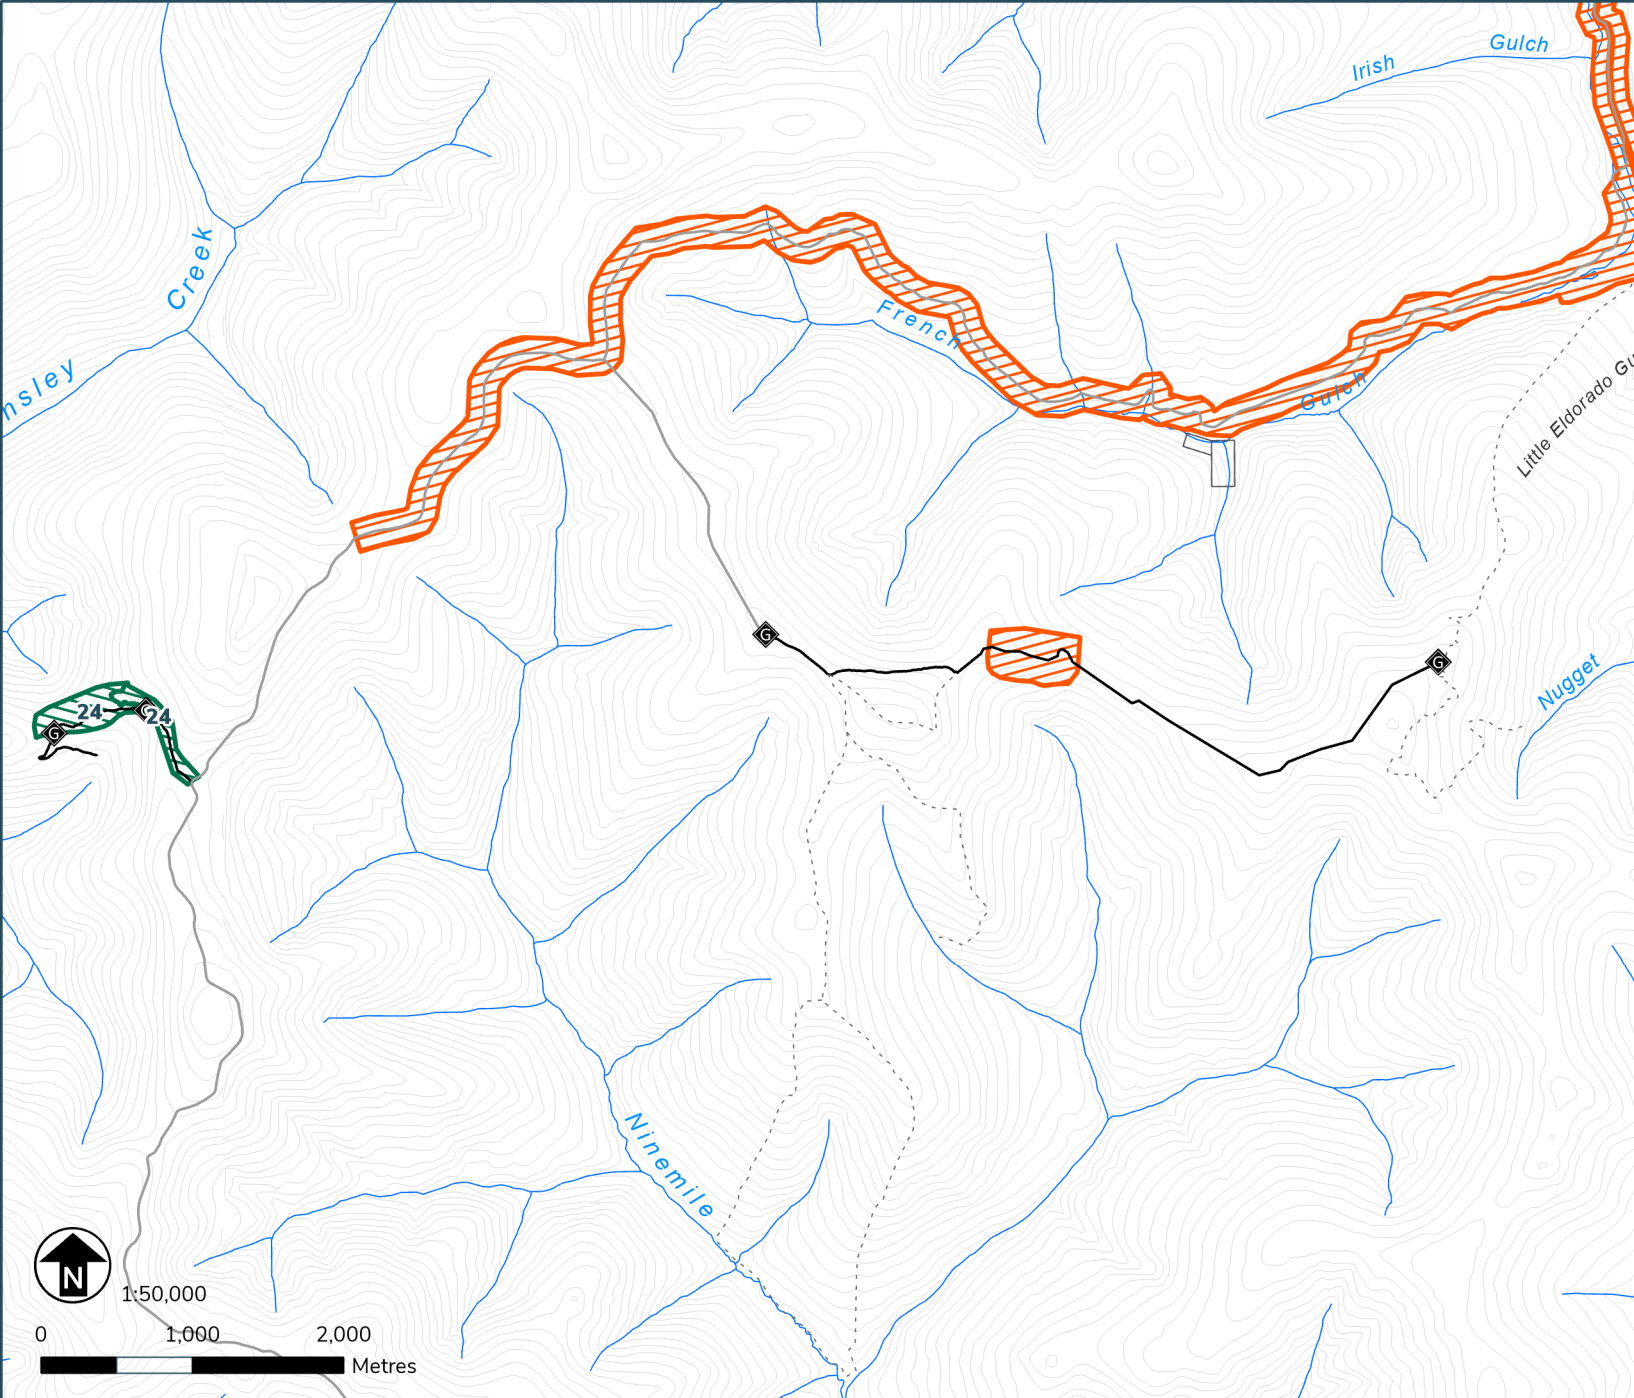 Irish
Gulch
Creek
nsley
French
Gulch
Little Eldorado Gu
Nugget
24
24
G
G
G
G
Ninemile
N
1:50,000
0 1,000 2,000
Metres